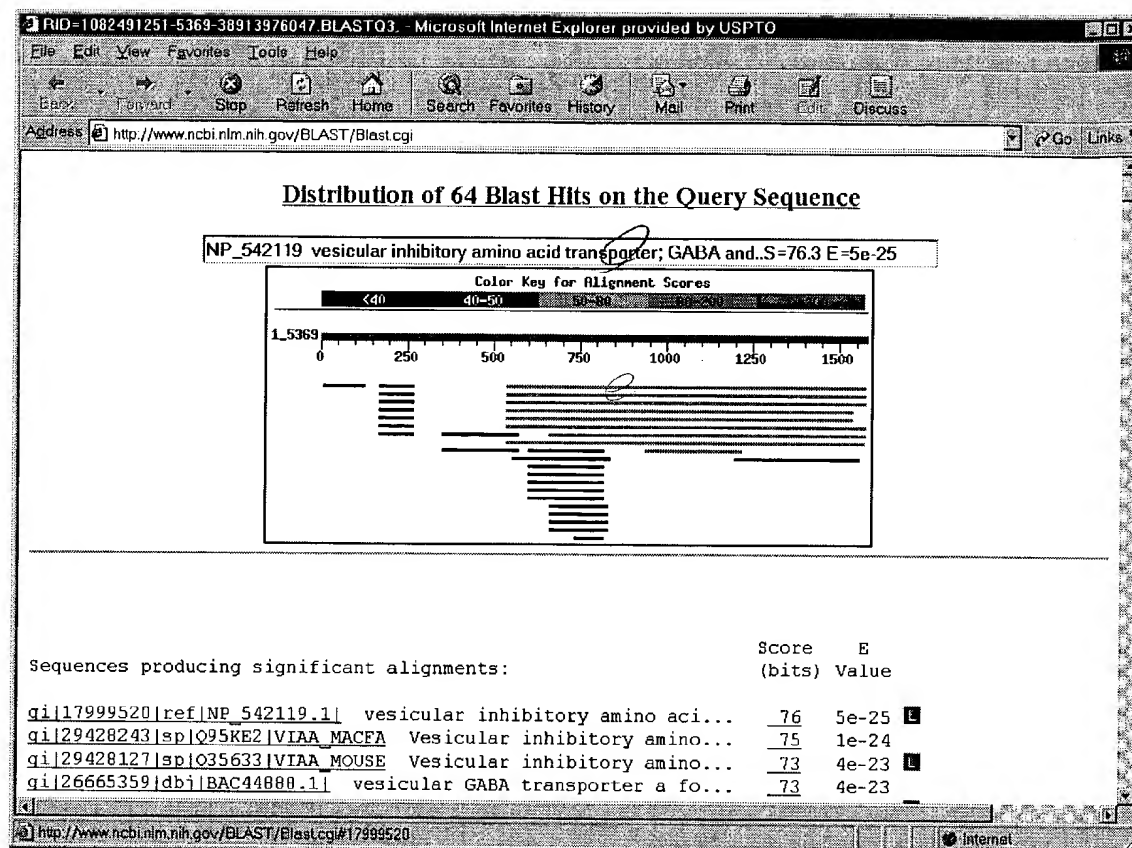 RID=1082491251-5369-38913976047.BLASTQ3, - Microsoft Internet Explorer provided by USPTO
File Edit View Favorites Tools Help
Back Forward Stop Refresh Home Search Favorites History Mail Print Edit Discuss
Address http://www.ncbi.nlm.nih.gov/BLAST/Blast.cgi Go Links
Distribution of 64 Blast Hits on the Query Sequence
NP_542119 vesicular inhibitory amino acid transporter; GABA and..S=76.3 E=5e-25
Color Key for Alignment Scores
<40 40-50 50-80 80-200
1_5369
0 250 500 750 1000 1250 1500
Score E
Sequences producing significant alignments: (bits) Value
gi|17999520|ref|NP_542119.1| vesicular inhibitory amino aci... 76 5e-25 L
gi|29428243|sp|Q95KE2|VIAA_MACFA Vesicular inhibitory amino... 75 1e-24
gi|29428127|sp|O35633|VIAA_MOUSE Vesicular inhibitory amino... 73 4e-23 L
gi|26665359|dbj|BAC44888.1| vesicular GABA transporter a fo... 73 4e-23
http://www.ncbi.nlm.nih.gov/BLAST/Blast.cgi#17999520 Internet